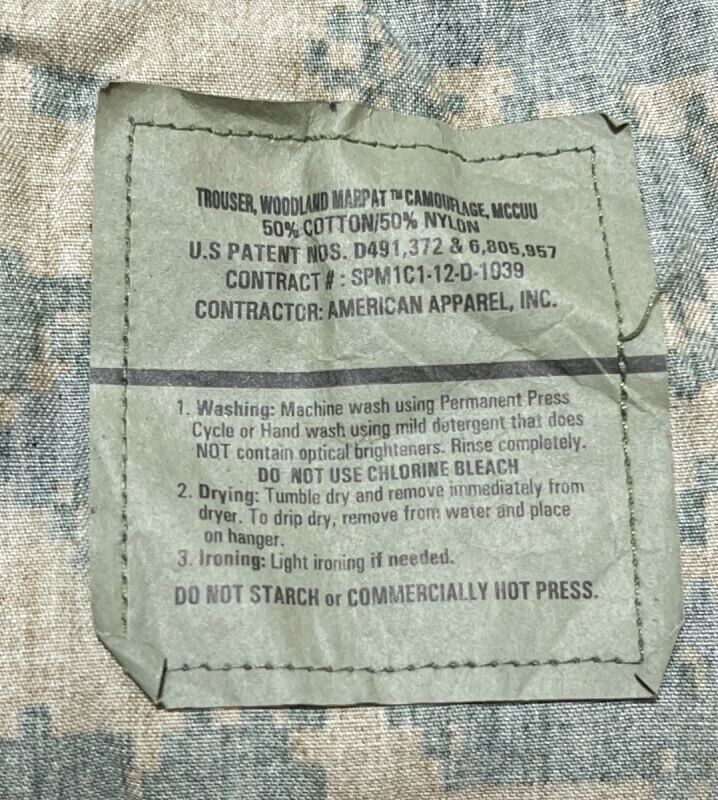 TROUSER, WOODLAND MARPAT™ CAMOUFLAGE, MCCUU
50% COTTON/50% NYLON
U.S PATENT NOS. D491,372 & 6,805,957
CONTRACT # : SPM1C1-12-D-1039
CONTRACTOR: AMERICAN APPAREL, INC.
1. Washing: Machine wash using Permanent Press
Cycle or Hand wash using mild detergent that does
NOT contain optical brighteners. Rinse completely.
DO NOT USE CHLORINE BLEACH
2. Drying: Tumble dry and remove immediately from
dryer. To drip dry, remove from water and place
on hanger.
3. Ironing: Light ironing if needed.
DO NOT STARCH or COMMERCIALLY HOT PRESS.